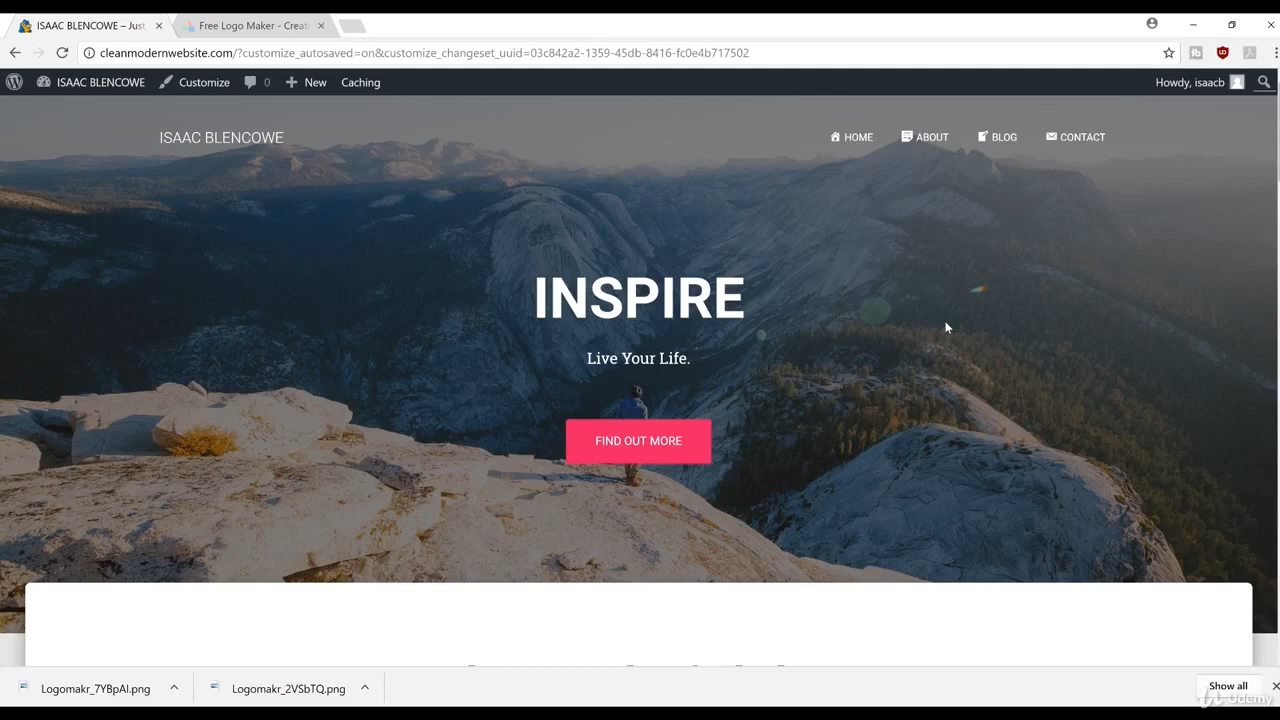 ISAAC BLENCOWE – Just
Free Logo Maker - Creat
cleanmodernwebsite.com/?customize_autosaved=on&customize_changeset_uuid=03c842a2-1359-45db-8416-fc0e4b717502
ISAAC BLENCOWE Customize 0 New Caching Howdy, isaacb
ISAAC BLENCOWE HOME ABOUT BLOG CONTACT
INSPIRE
Live Your Life.
FIND OUT MORE
Logomakr_7YBpAl.png Logomakr_2VSbTQ.png Show all
Udemy